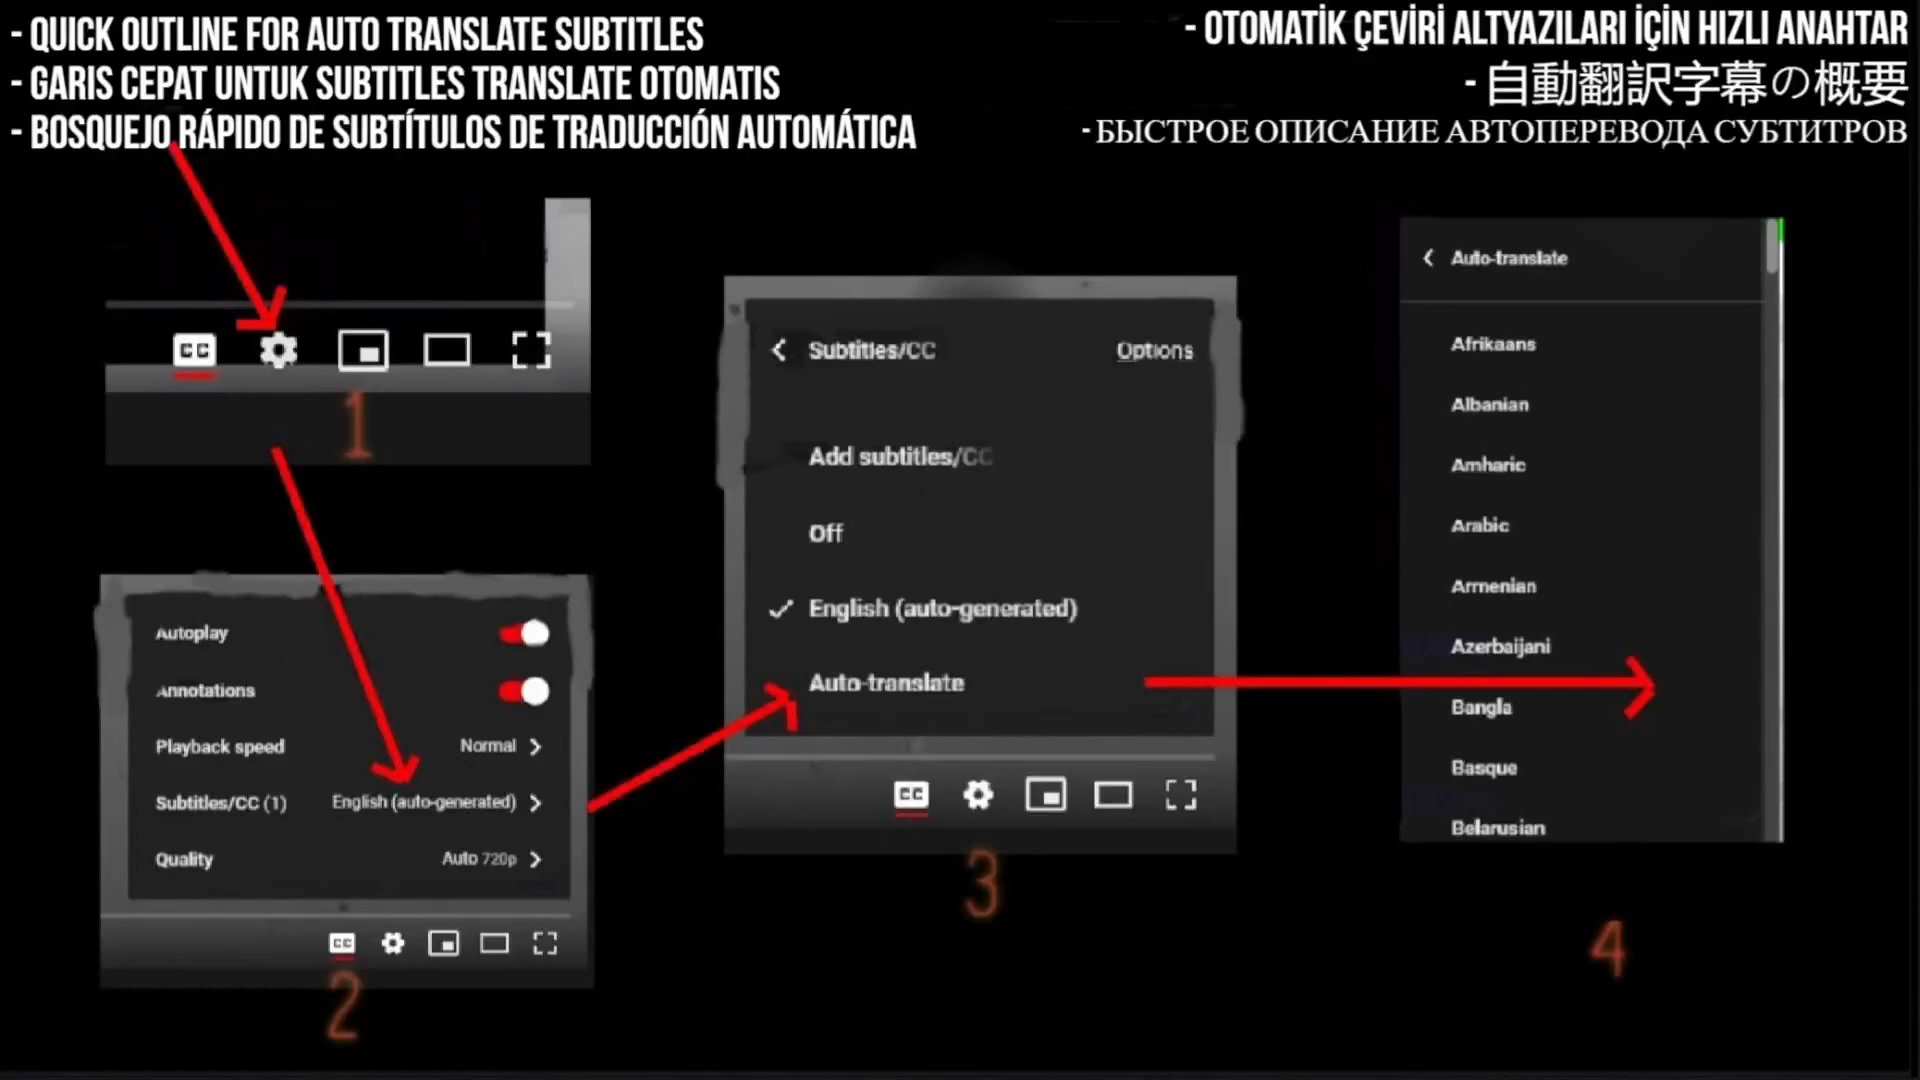 - QUICK OUTLINE FOR AUTO TRANSLATE SUBTITLES
- GARIS CEPAT UNTUK SUBTITLES TRANSLATE OTOMATIS
- BOSQUEJO RÁPIDO DE SUBTÍTULOS DE TRADUCCIÓN AUTOMÁTICA
- OTOMATİK ÇEVİRİ ALTYAZILARI İÇİN HIZLI ANAHTAR
- 自動翻訳字幕の概要
- БЫСТРОЕ ОПИСАНИЕ АВТОПЕРЕВОДА СУБТИТРОВ
CC
1
Autoplay
Annotations
Playback speed Normal
Subtitles/CC (1) English (auto-generated)
Quality Auto 720p
CC
2
Subtitles/CC Options
Add subtitles/CC
Off
English (auto-generated)
Auto-translate
CC
3
Auto-translate
Afrikaans
Albanian
Amharic
Arabic
Armenian
Azerbaijani
Bangla
Basque
Belarusian
4